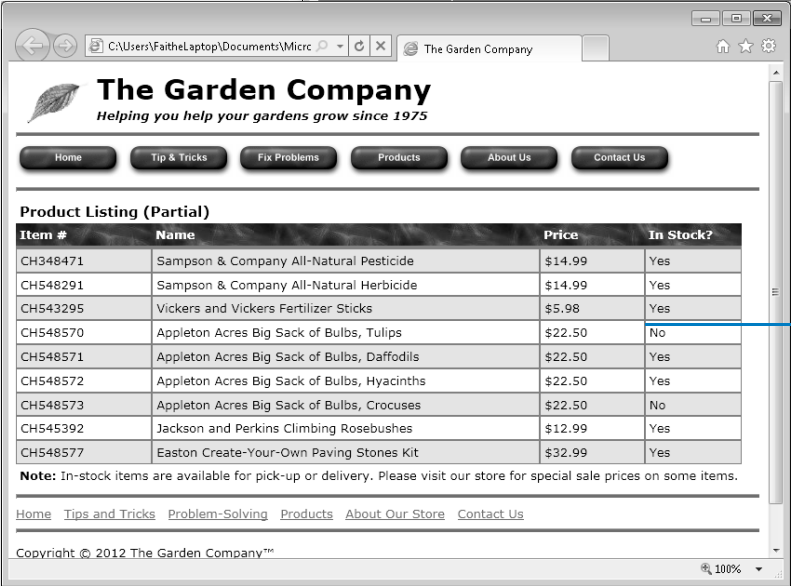 C:\Users\FaitheLaptop\Documents\Micrc
The Garden Company
The Garden Company
Helping you help your gardens grow since 1975
Home Tip & Tricks Fix Problems Products About Us Contact Us
Product Listing (Partial)
Item # Name Price In Stock?
CH348471 Sampson & Company All-Natural Pesticide $14.99 Yes
CH548291 Sampson & Company All-Natural Herbicide $14.99 Yes
CH543295 Vickers and Vickers Fertilizer Sticks $5.98 Yes
CH548570 Appleton Acres Big Sack of Bulbs, Tulips $22.50 No
CH548571 Appleton Acres Big Sack of Bulbs, Daffodils $22.50 Yes
CH548572 Appleton Acres Big Sack of Bulbs, Hyacinths $22.50 Yes
CH548573 Appleton Acres Big Sack of Bulbs, Crocuses $22.50 No
CH545392 Jackson and Perkins Climbing Rosebushes $12.99 Yes
CH548577 Easton Create-Your-Own Paving Stones Kit $32.99 Yes
Note: In-stock items are available for pick-up or delivery. Please visit our store for special sale prices on some items.
Home Tips and Tricks Problem-Solving Products About Our Store Contact Us
Copyright © 2012 The Garden Company™
100%